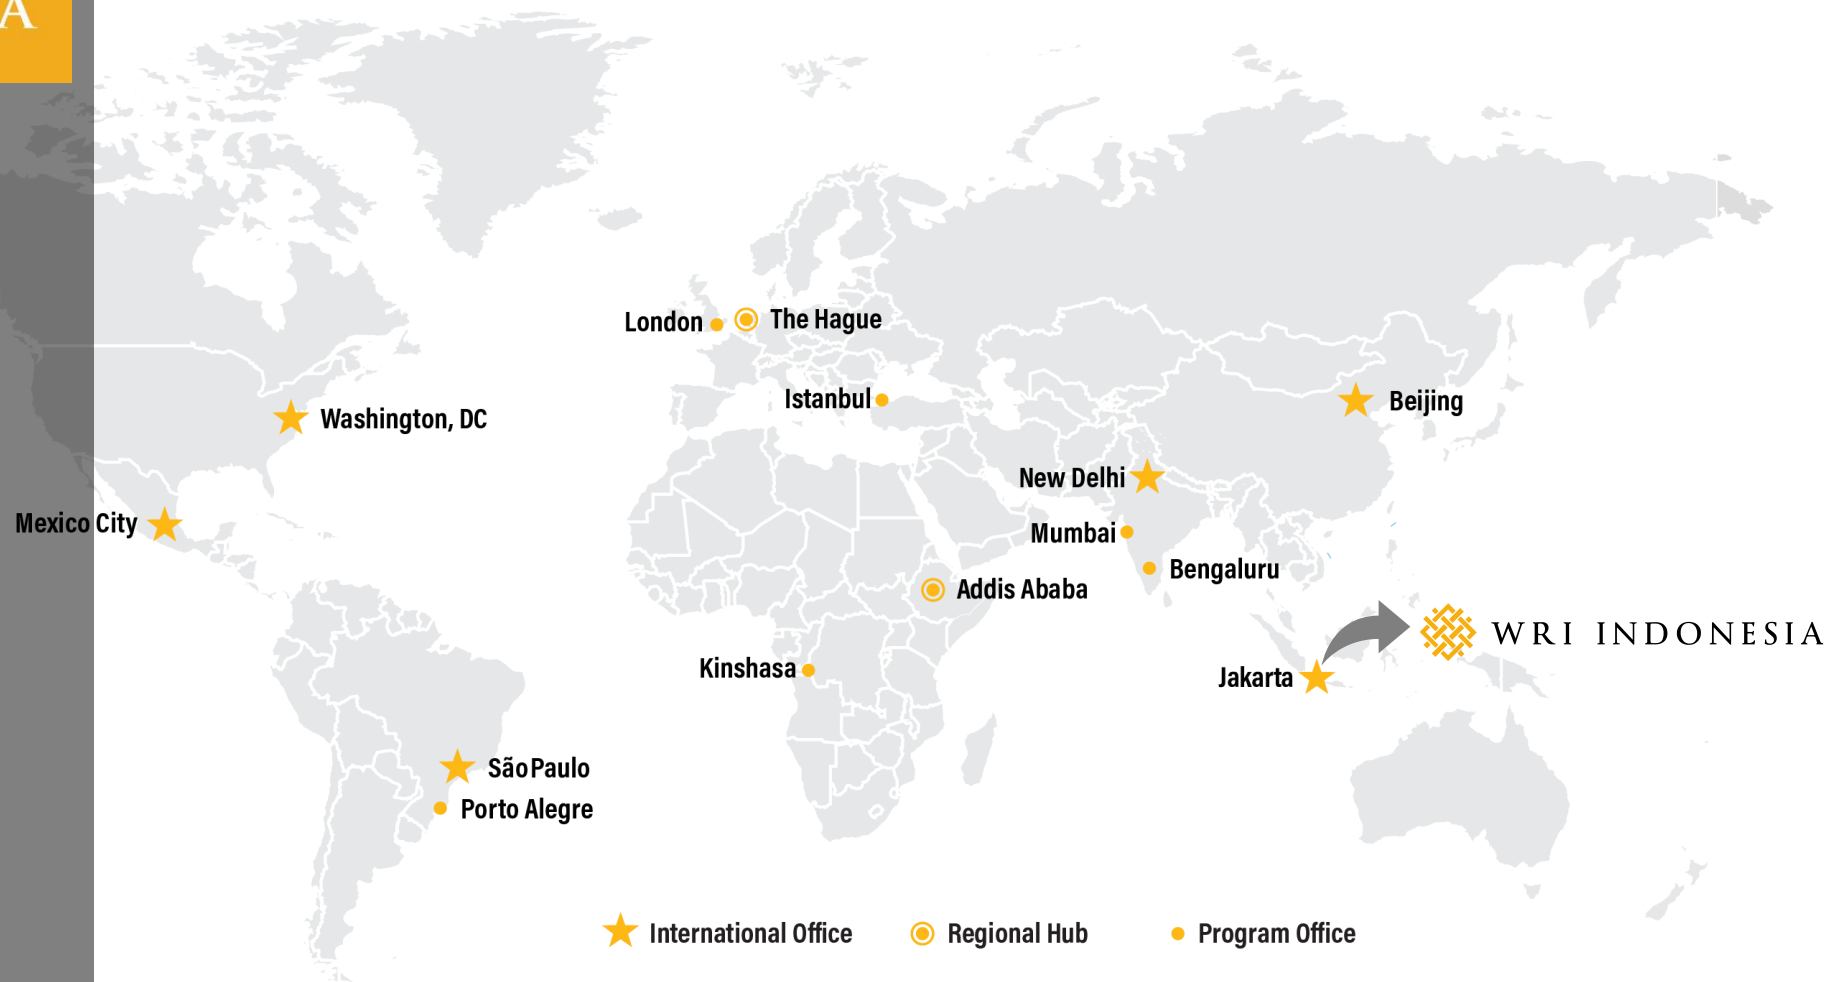 A
London
The Hague
Istanbul
Washington, DC
Beijing
New Delhi
Mexico City
Mumbai
Bengaluru
Addis Ababa
WRI INDONESIA
Kinshasa
Jakarta
São Paulo
Porto Alegre
International Office
Regional Hub
Program Office